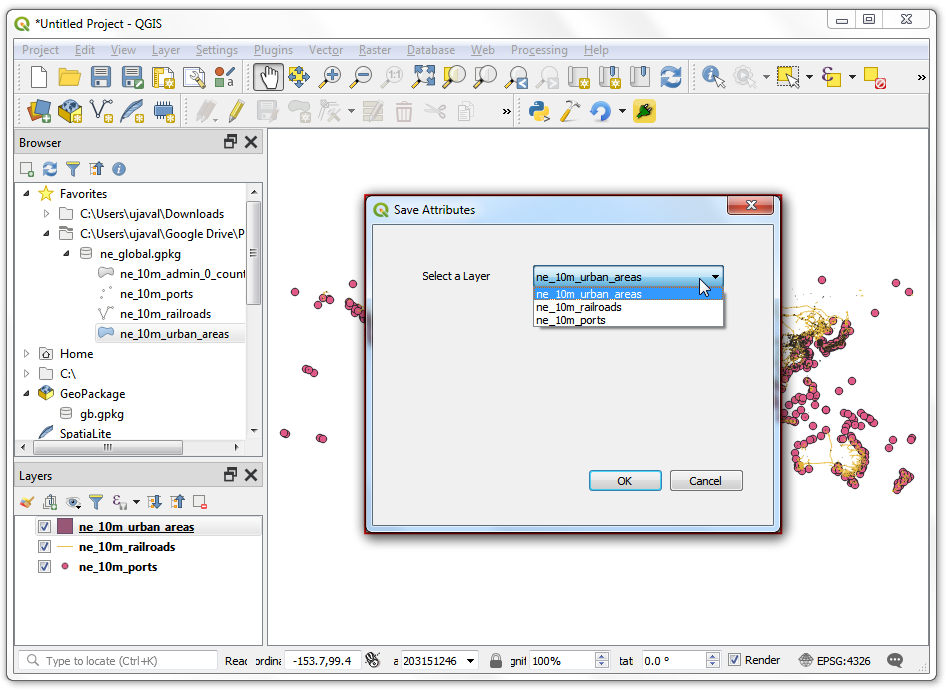 *Untitled Project - QGIS
Project Edit View Layer Settings Plugins Vector Raster Database Web Processing Help
Browser
Favorites
C:\Users\ujaval\Downloads
C:\Users\ujaval\Google Drive\P
ne_global.gpkg
ne_10m_admin_0_count
ne_10m_ports
ne_10m_railroads
ne_10m_urban_areas
Home
C:\
GeoPackage
gb.gpkg
SpatiaLite
Save Attributes
Select a Layer
ne_10m_urban_areas
ne_10m_urban_areas
ne_10m_railroads
ne_10m_ports
OK Cancel
Layers
ne_10m_urban_areas
ne_10m_railroads
ne_10m_ports
Type to locate (Ctrl+K) Reac ordina -153.7,99.4 a 203151246 gnif 100% tat 0.0 ° Render EPSG:4326